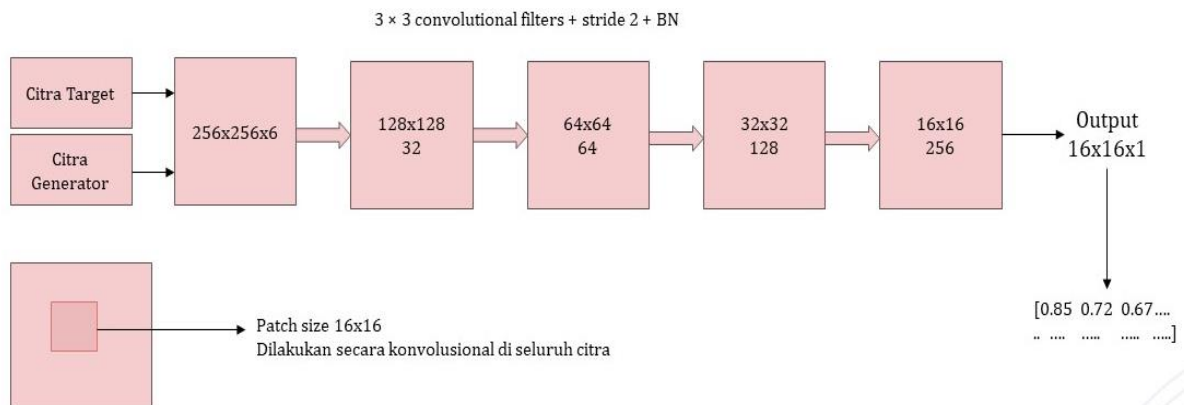 3 × 3 convolutional filters + stride 2 + BN
Citra Target
Citra
Generator
256x256x6
128x128
32
64x64
64
32x32
128
16x16
256
Output
16x16x1
[0.85 0.72 0.67....
.. .... ..... ..... .....]
Patch size 16x16
Dilakukan secara konvolusional di seluruh citra